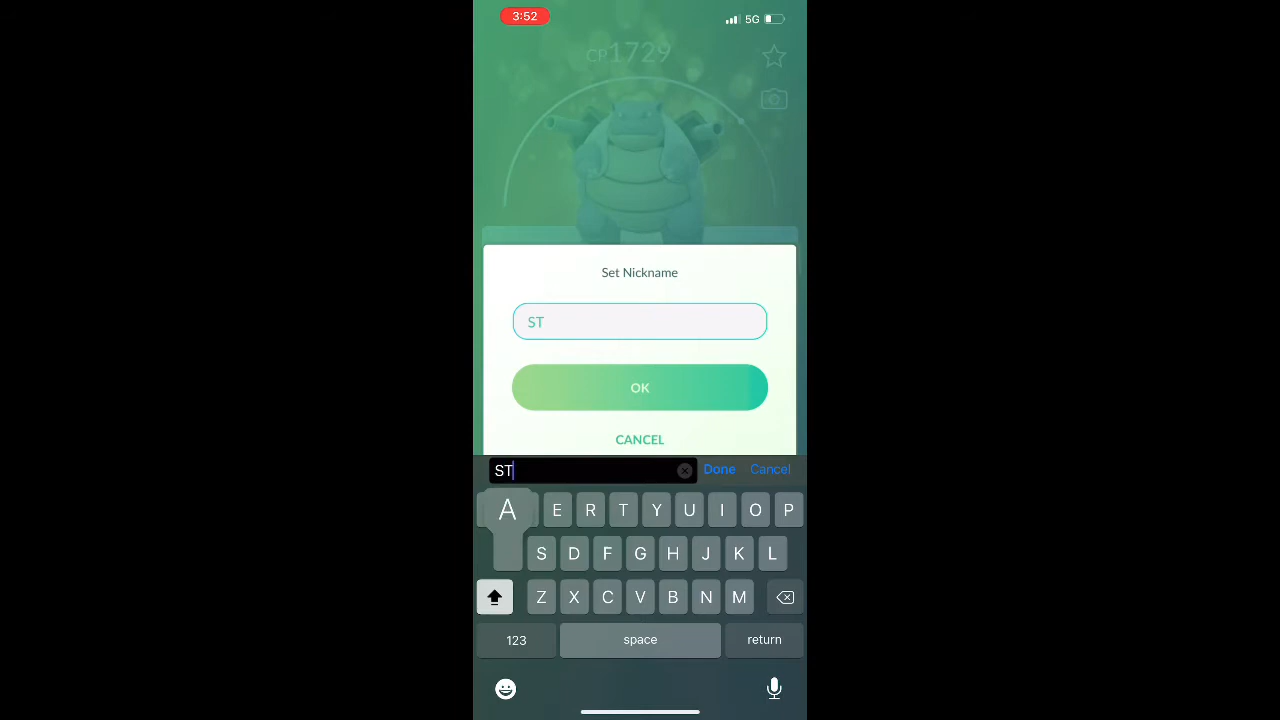 3:52
5G
CP1729
Set Nickname
ST
OK
CANCEL
ST
Done
Cancel
A E R T Y U I O P
S D F G H J K L
Z X C V B N M
123
space
return